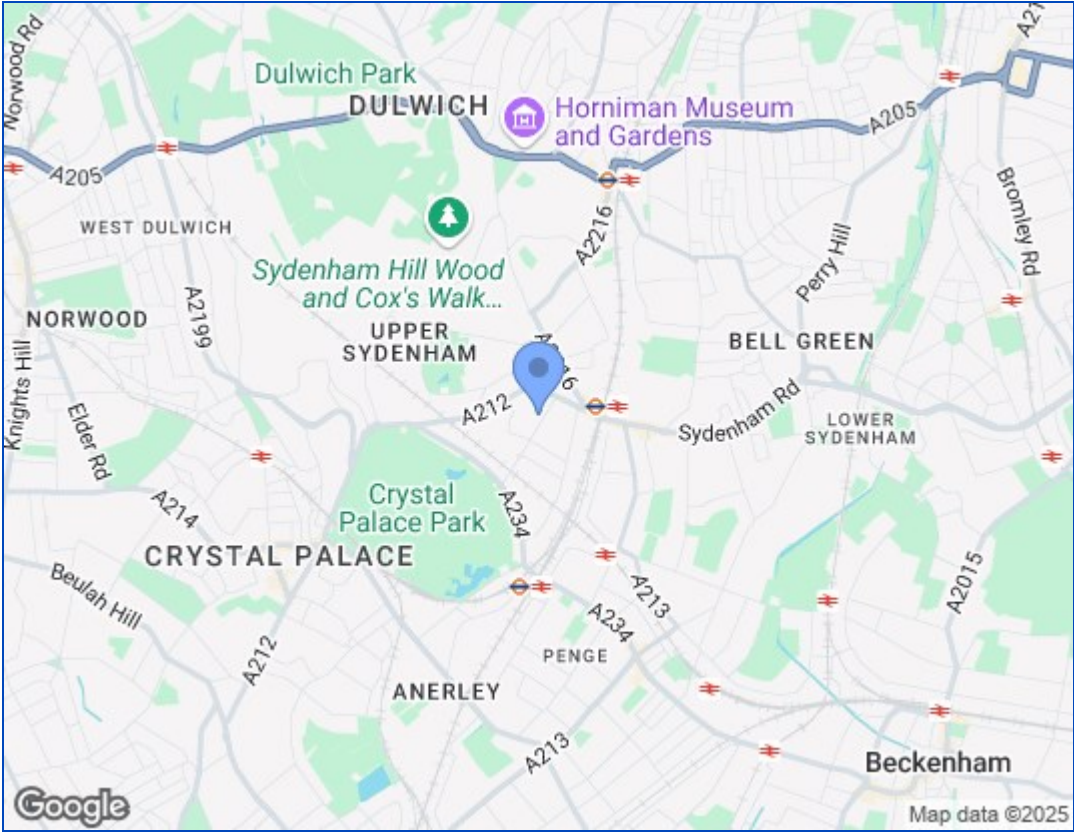 Norwood Rd
Dulwich Park
DULWICH
Horniman Museum
and Gardens
A205
A21
A205
WEST DULWICH
A2216
Bromley Rd
Perry Hill
Sydenham Hill Wood
and Cox's Walk...
A2199
NORWOOD
UPPER
SYDENHAM
BELL GREEN
Knights Hill
A212
Sydenham Rd
LOWER
SYDENHAM
Elder Rd
A214
Crystal
Palace Park
A234
CRYSTAL PALACE
Beulah Hill
A213
A234
A2015
A212
PENGE
ANERLEY
A213
Beckenham
Google
Map data ©2025